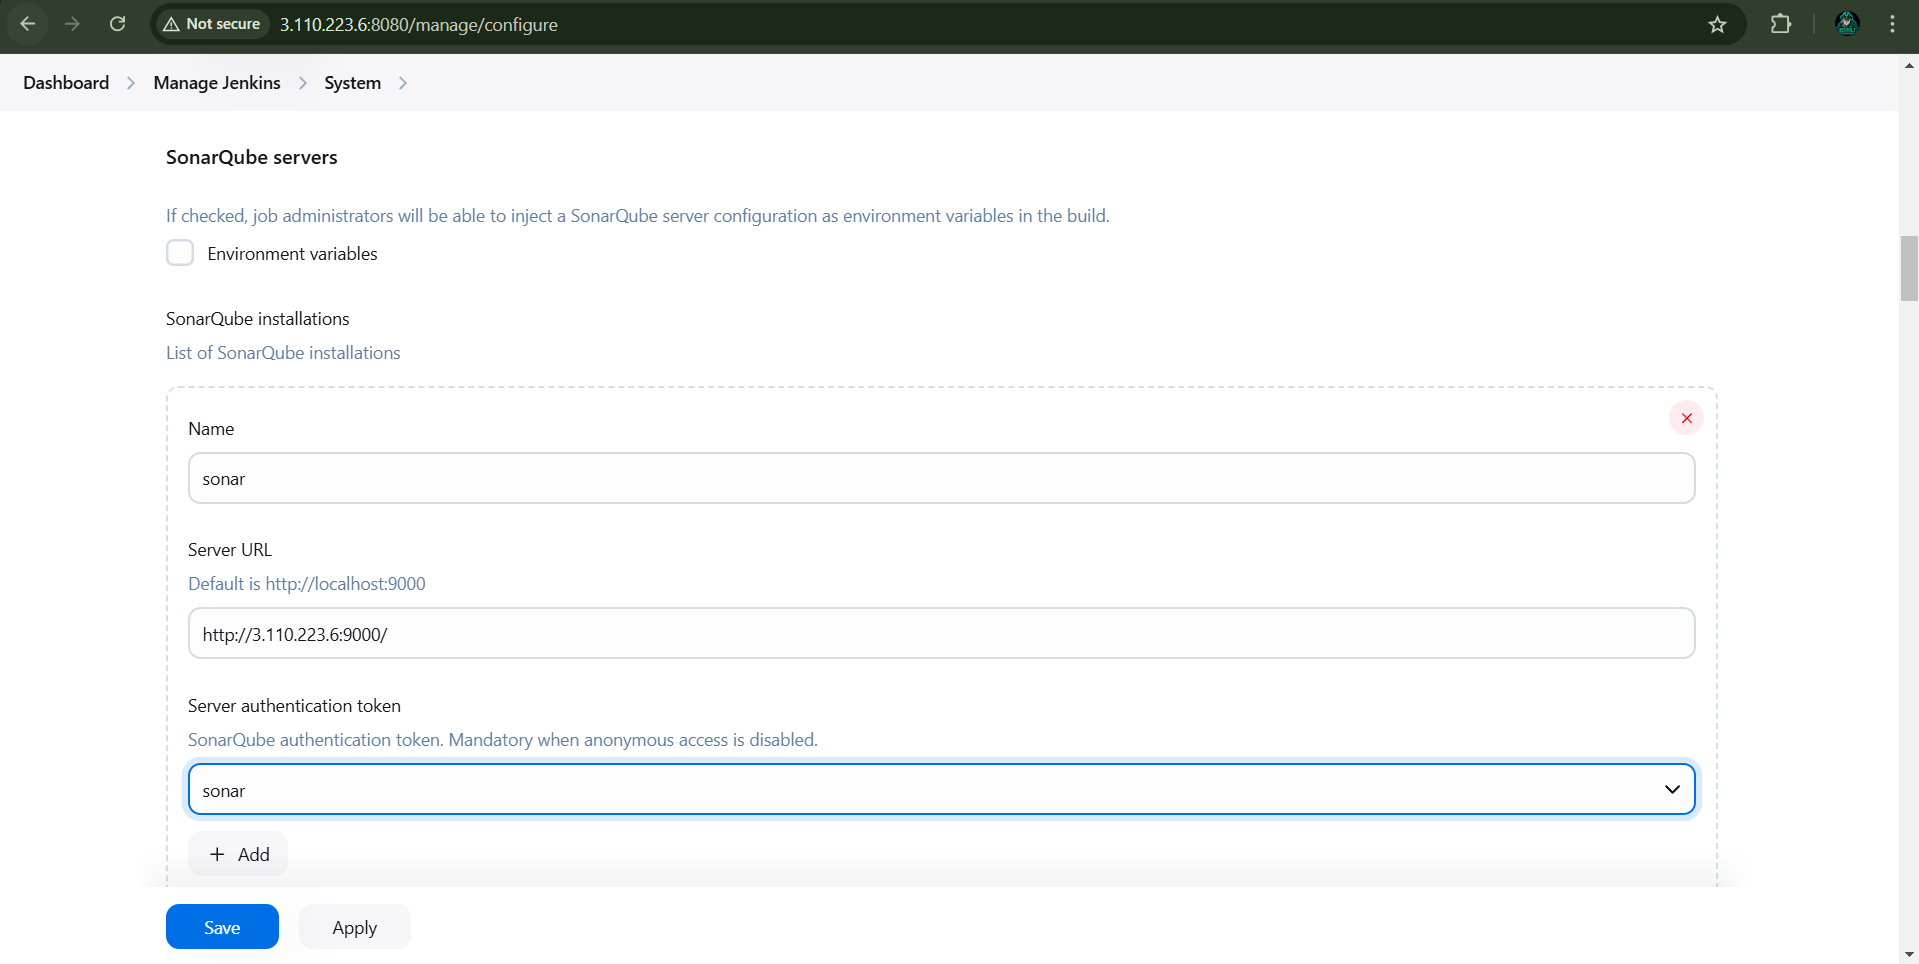 Not secure 3.110.223.6:8080/manage/configure
Dashboard Manage Jenkins System
SonarQube servers
If checked, job administrators will be able to inject a SonarQube server configuration as environment variables in the build.
Environment variables
SonarQube installations
List of SonarQube installations
Name
sonar
Server URL
Default is http://localhost:9000
http://3.110.223.6:9000/
Server authentication token
SonarQube authentication token. Mandatory when anonymous access is disabled.
sonar
+ Add
Save Apply